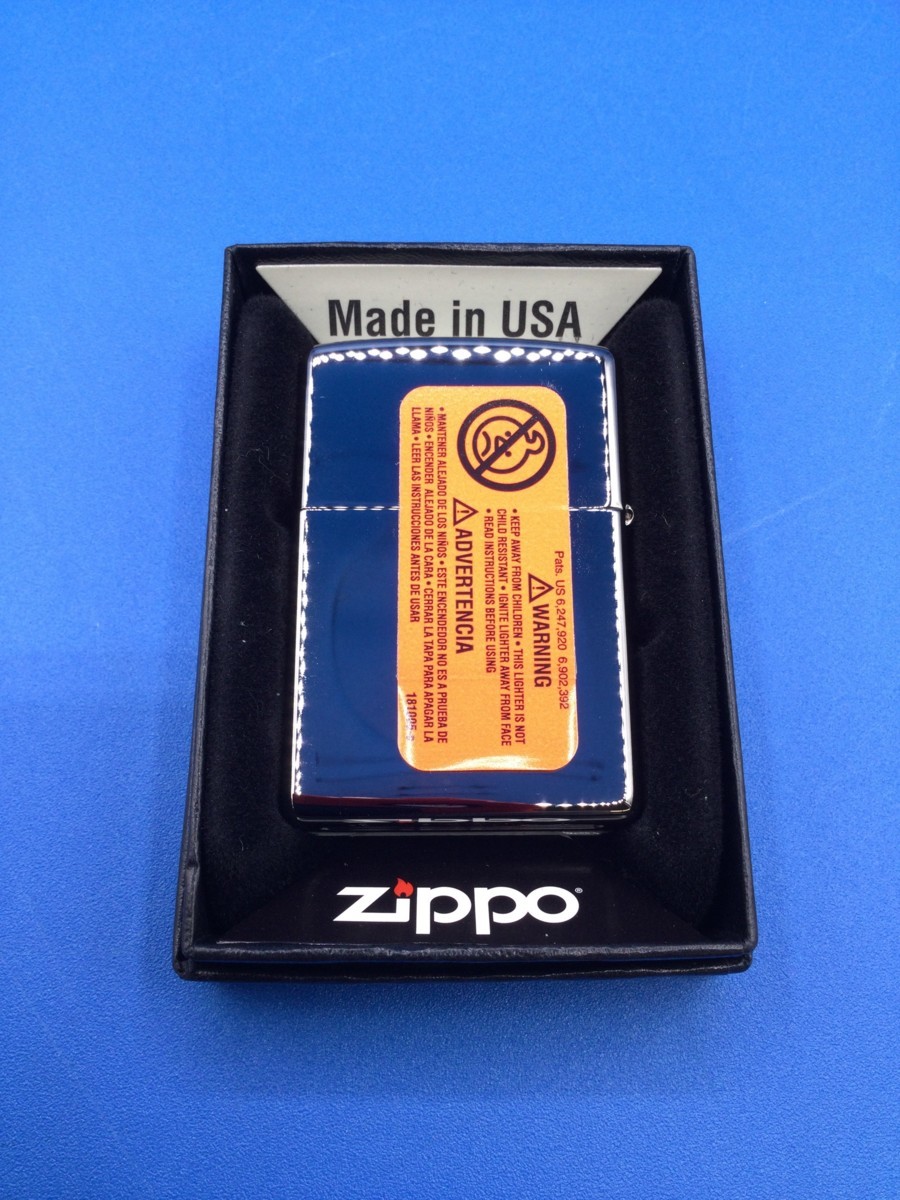 Made in USA
Pats. US 6,247,920 6,902,392
⚠WARNING
• KEEP AWAY FROM CHILDREN • THIS LIGHTER IS NOT
CHILD RESISTANT • IGNITE LIGHTER AWAY FROM FACE
• READ INSTRUCTIONS BEFORE USING
⚠ADVERTENCIA
• MANTENER ALEJADO DE LOS NIÑOS • ESTE ENCENDEDOR NO ES A PRUEBA DE
NIÑOS • ENCENDER ALEJADO DE LA CARA • CERRAR LA TAPA PARA APAGAR LA
LLAMA • LEER LAS INSTRUCCIONES ANTES DE USAR
zippo®